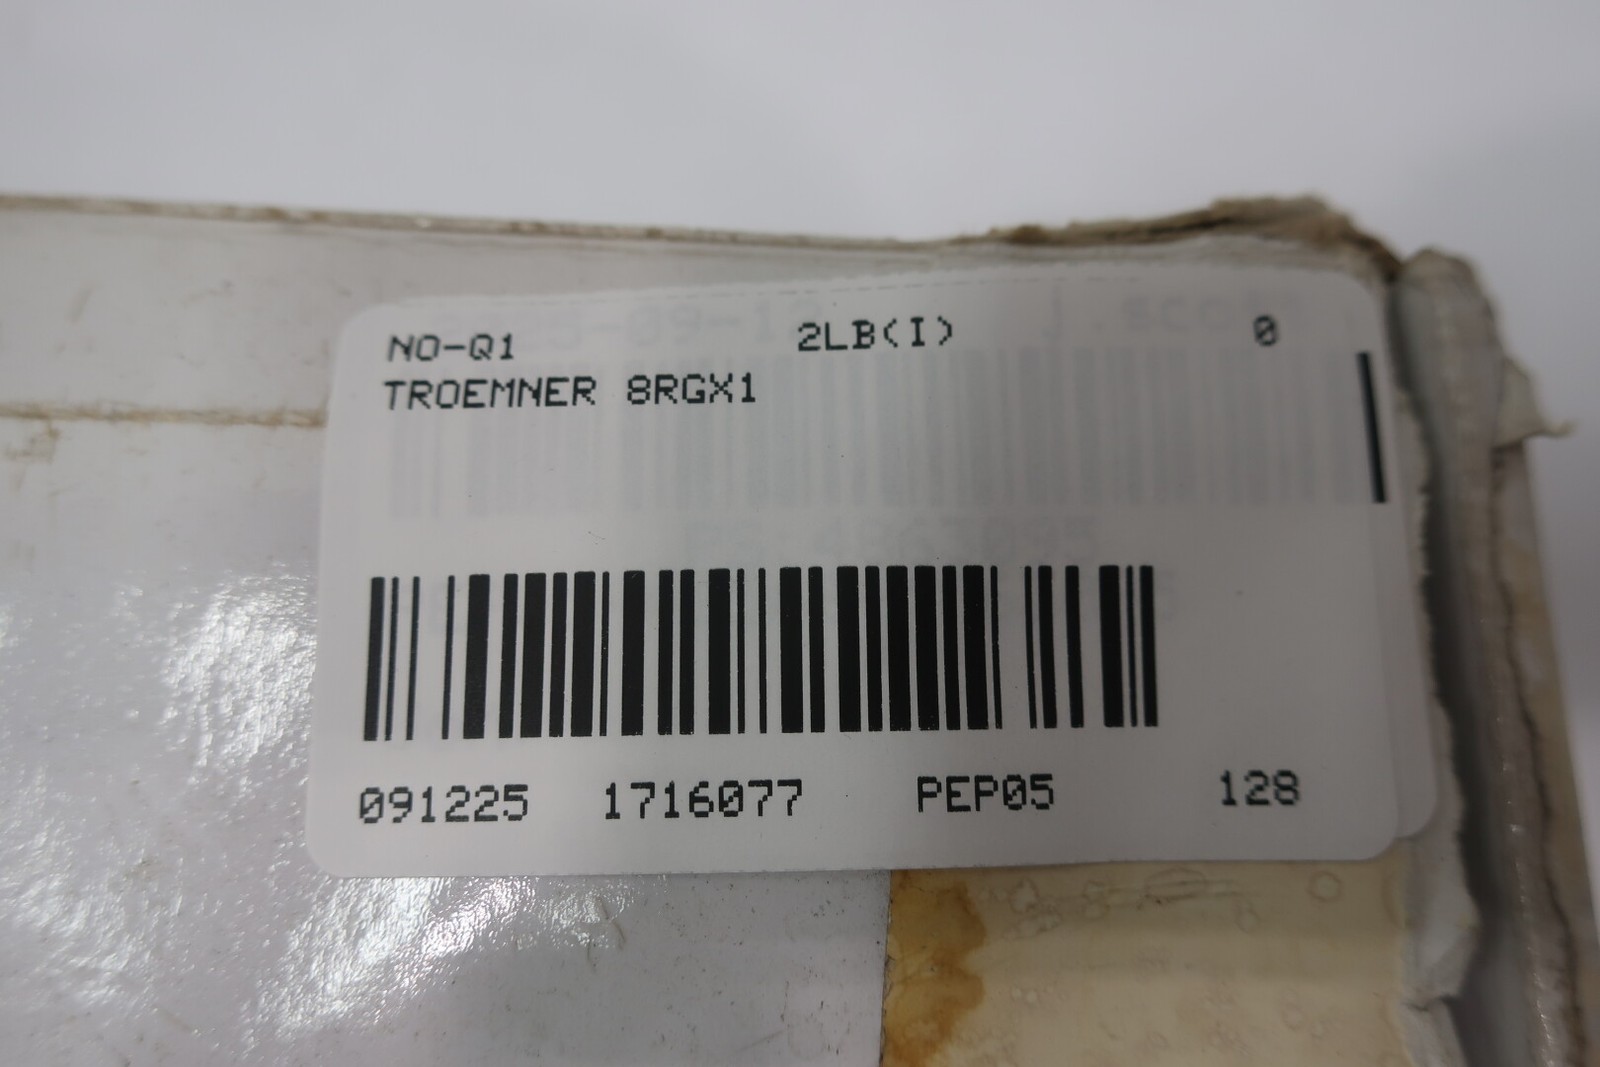 NO-Q1 2LB(I) 0
TROEMNER 8RGX1
091225 1716077 PEP05 128